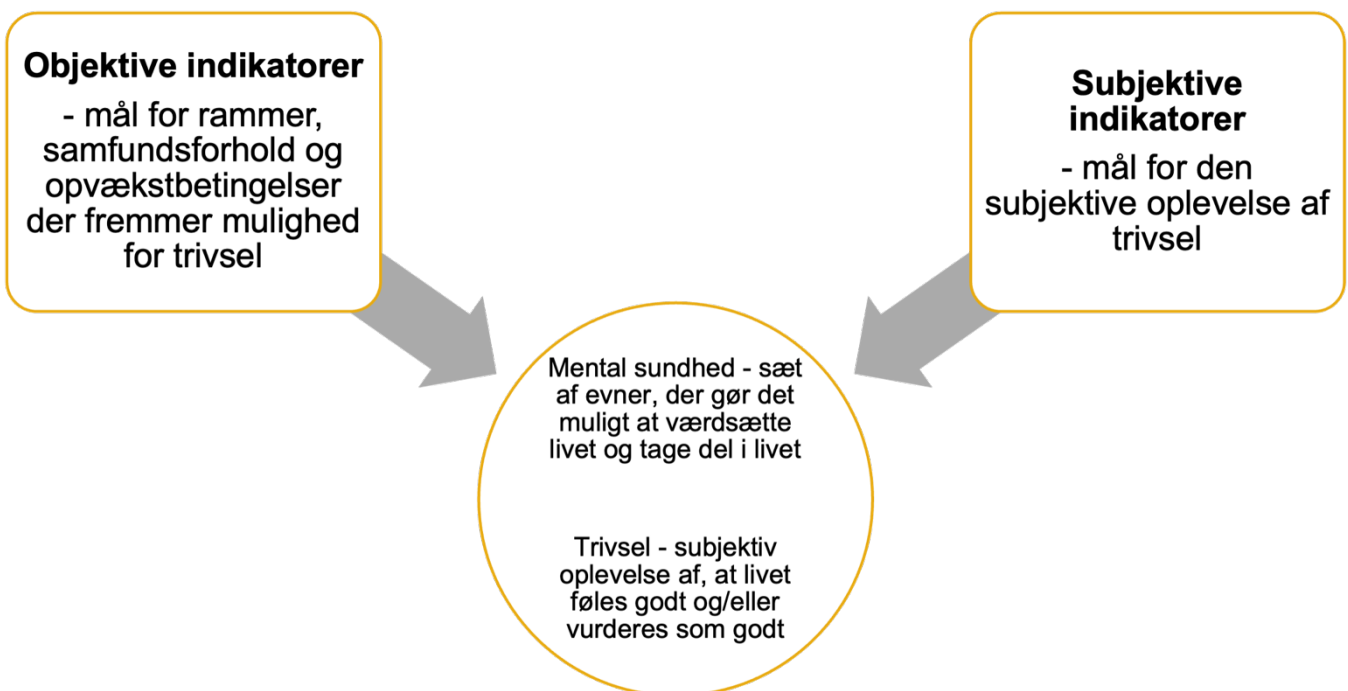 Objektive indikatorer
- mål for rammer,
samfundsforhold og
opvækstbetingelser
der fremmer mulighed
for trivsel
Subjektive
indikatorer
- mål for den
subjektive oplevelse af
trivsel
Mental sundhed - sæt
af evner, der gør det
muligt at værdsætte
livet og tage del i livet
Trivsel - subjektiv
oplevelse af, at livet
føles godt og/eller
vurderes som godt